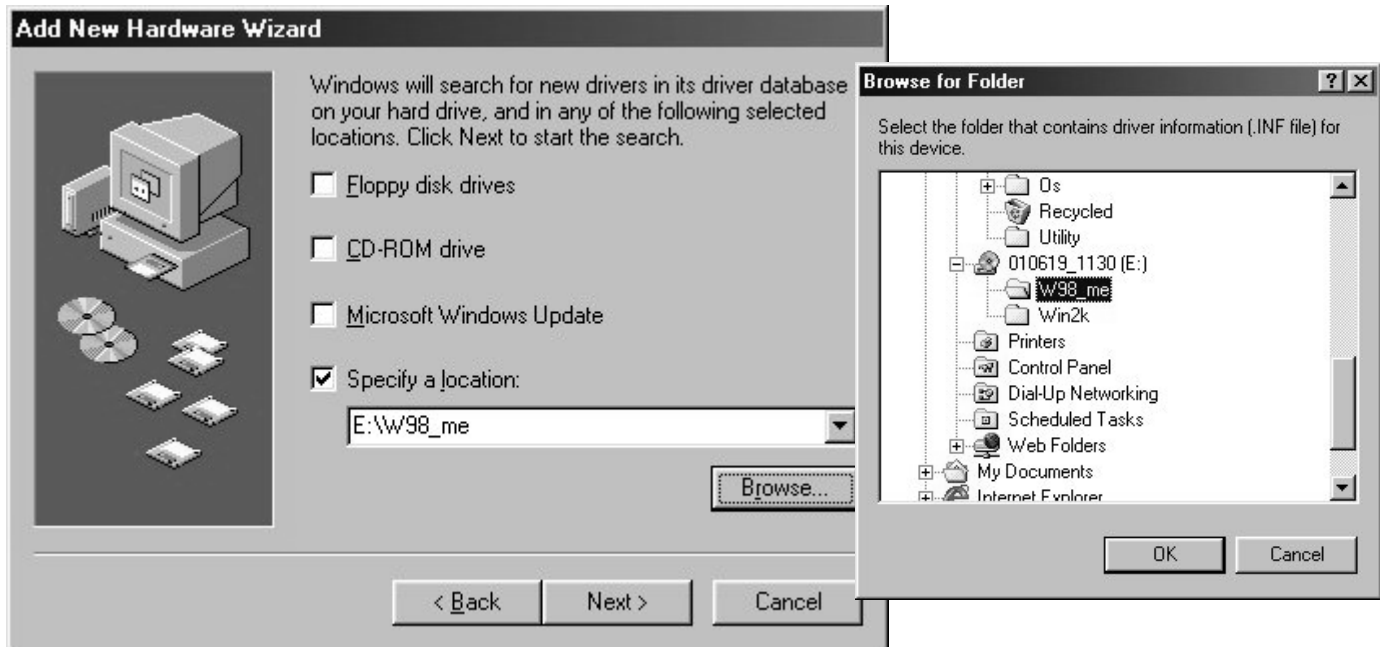 Add New Hardware Wizard
Windows will search for new drivers in its driver database
on your hard drive, and in any of the following selected
locations. Click Next to start the search.
Floppy disk drives
CD-ROM drive
Microsoft Windows Update
Specify a location:
E:\W98_me
Browse...
< Back
Next >
Cancel
Browse for Folder
Select the folder that contains driver information (.INF file) for
this device.
Os
Recycled
Utility
010619_1130 (E:)
W98_me
Win2k
Printers
Control Panel
Dial-Up Networking
Scheduled Tasks
Web Folders
My Documents
Internet Explorer
OK
Cancel